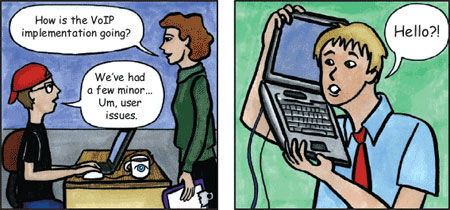 How is the VoIP
implementation going?
We've had
a few minor...
Um, user
issues.
Hello?!